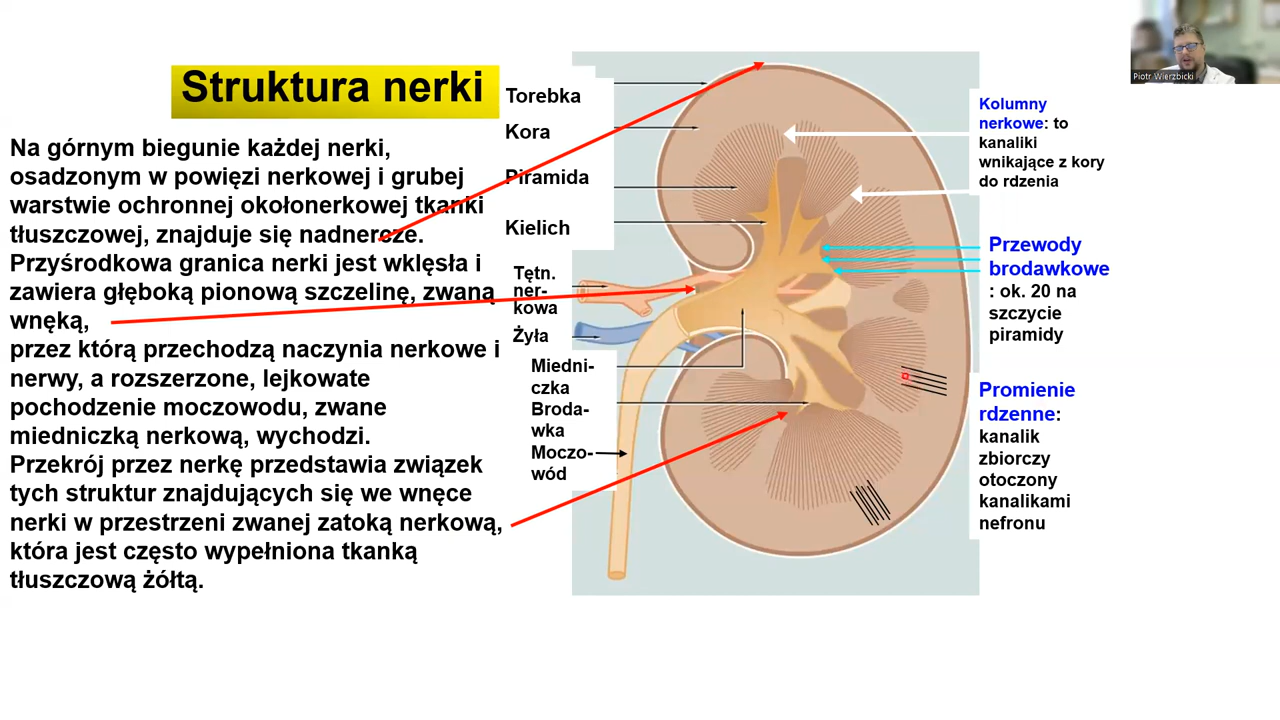 Struktura nerki
Na górnym biegunie każdej nerki,
osadzonym w powięzi nerkowej i grubej
warstwie ochronnej okołonerkowej tkanki
tłuszczowej, znajduje się nadnercze.
Przyśrodkowa granica nerki jest wklęsła i
zawiera głęboką pionową szczelinę, zwaną
wnęką,
przez którą przechodzą naczynia nerkowe i
nerwy, a rozszerzone, lejkowate
pochodzenie moczowodu, zwane
miedniczką nerkową, wychodzi.
Przekrój przez nerkę przedstawia związek
tych struktur znajdujących się we wnęce
nerki w przestrzeni zwanej zatoką nerkową,
która jest często wypełniona tkanką
tłuszczową żółtą.
Torebka
Kora
Piramida
Kielich
Tętn.
ner-
kowa
Żyła
Miedni-
czka
Broda-
wka
Moczo-
wód
Kolumny
nerkowe: to
kanaliki
wnikające z kory
do rdzenia
Przewody
brodawkowe
: ok. 20 na
szczycie
piramidy
Promienie
rdzenne:
kanalik
zbiorczy
otoczony
kanalikami
nefronu
Piotr Wierzbicki